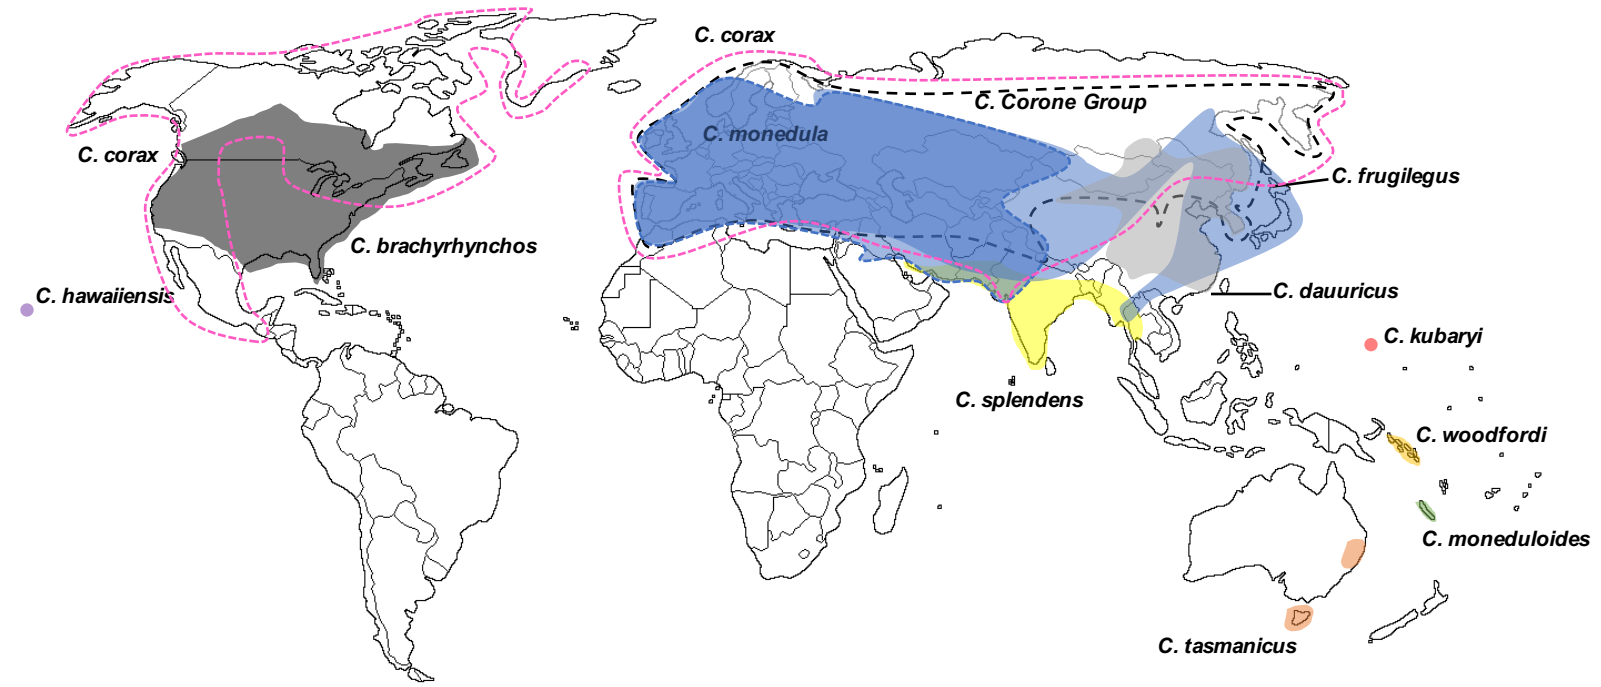 C. corax
C. Corone Group
C. monedula
C. corax
C. frugilegus
C. brachyrhynchos
C. hawaiiensis
C. dauuricus
C. kubaryi
C. splendens
C. woodfordi
C. moneduloides
C. tasmanicus